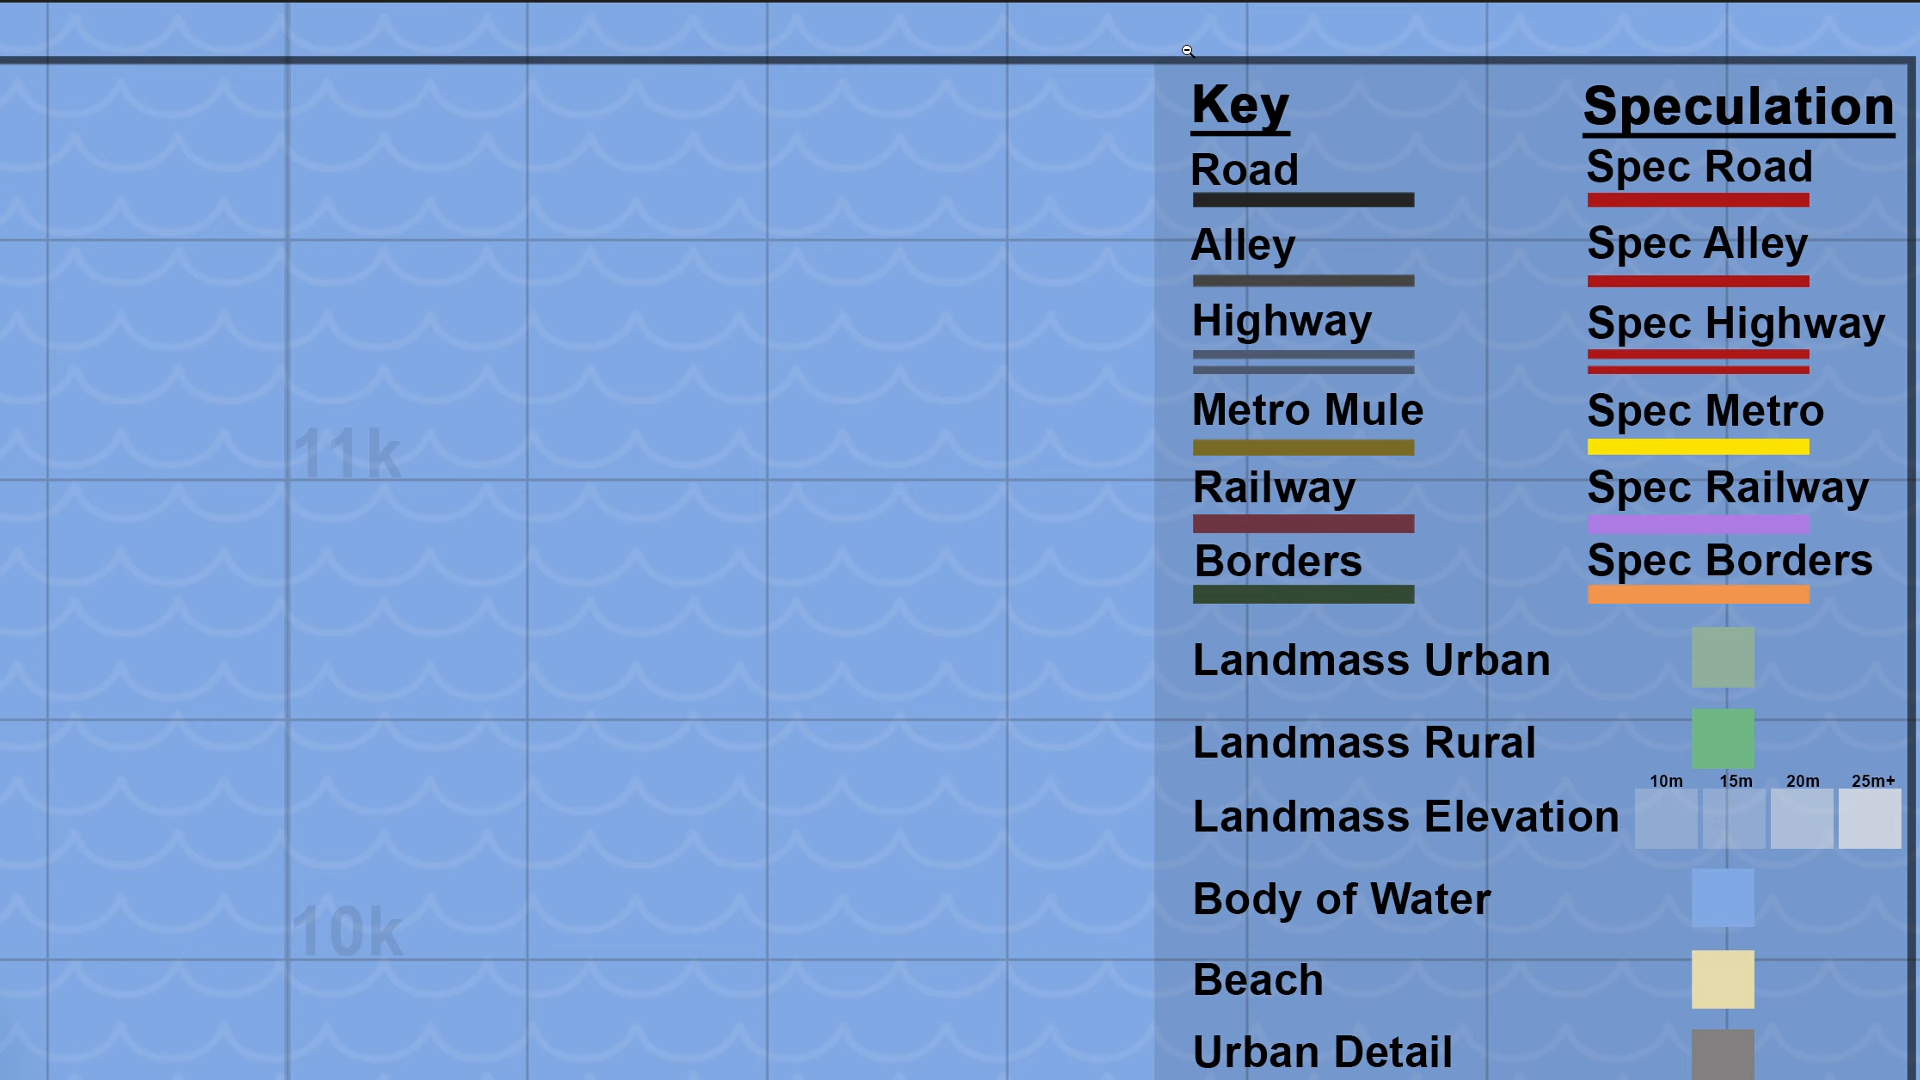 Key
Speculation
Road
Spec Road
Alley
Spec Alley
Highway
Spec Highway
Metro Mule
Spec Metro
11k
Railway
Spec Railway
Borders
Spec Borders
Landmass Urban
Landmass Rural
10m 15m 20m 25m+
Landmass Elevation
Body of Water
10k
Beach
Urban Detail